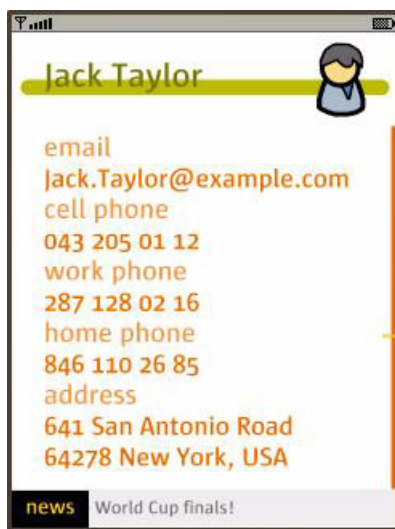 Jack Taylor
email
Jack.Taylor@example.com
cell phone
043 205 01 12
work phone
287 128 02 16
home phone
846 110 26 85
address
641 San Antonio Road
64278 New York, USA
news World Cup finals!